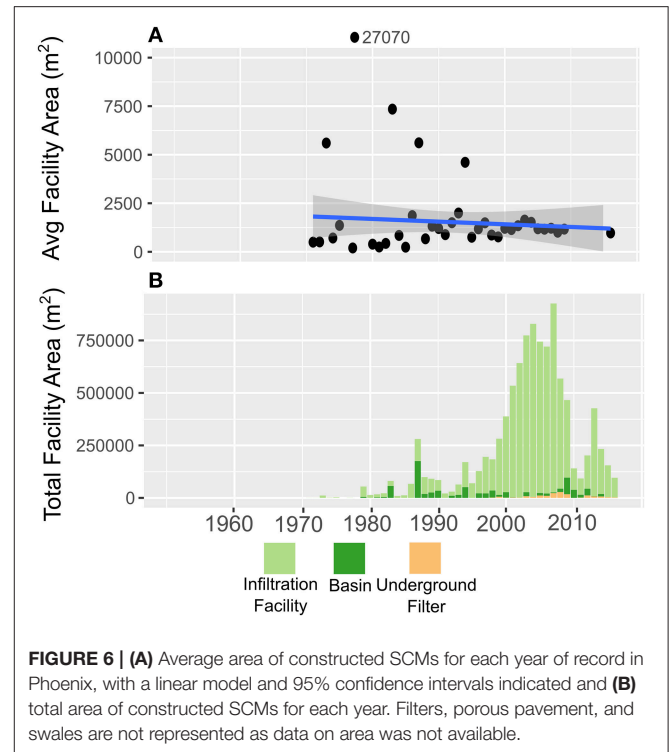 A
27070
Avg Facility Area (m²)
10000
7500
5000
2500
0
B
Total Facility Area (m²)
750000
500000
250000
0
1960 1970 1980 1990 2000 2010
Infiltration Facility
Basin
Underground Filter
FIGURE 6 | (A) Average area of constructed SCMs for each year of record in
Phoenix, with a linear model and 95% confidence intervals indicated and (B)
total area of constructed SCMs for each year. Filters, porous pavement, and
swales are not represented as data on area was not available.